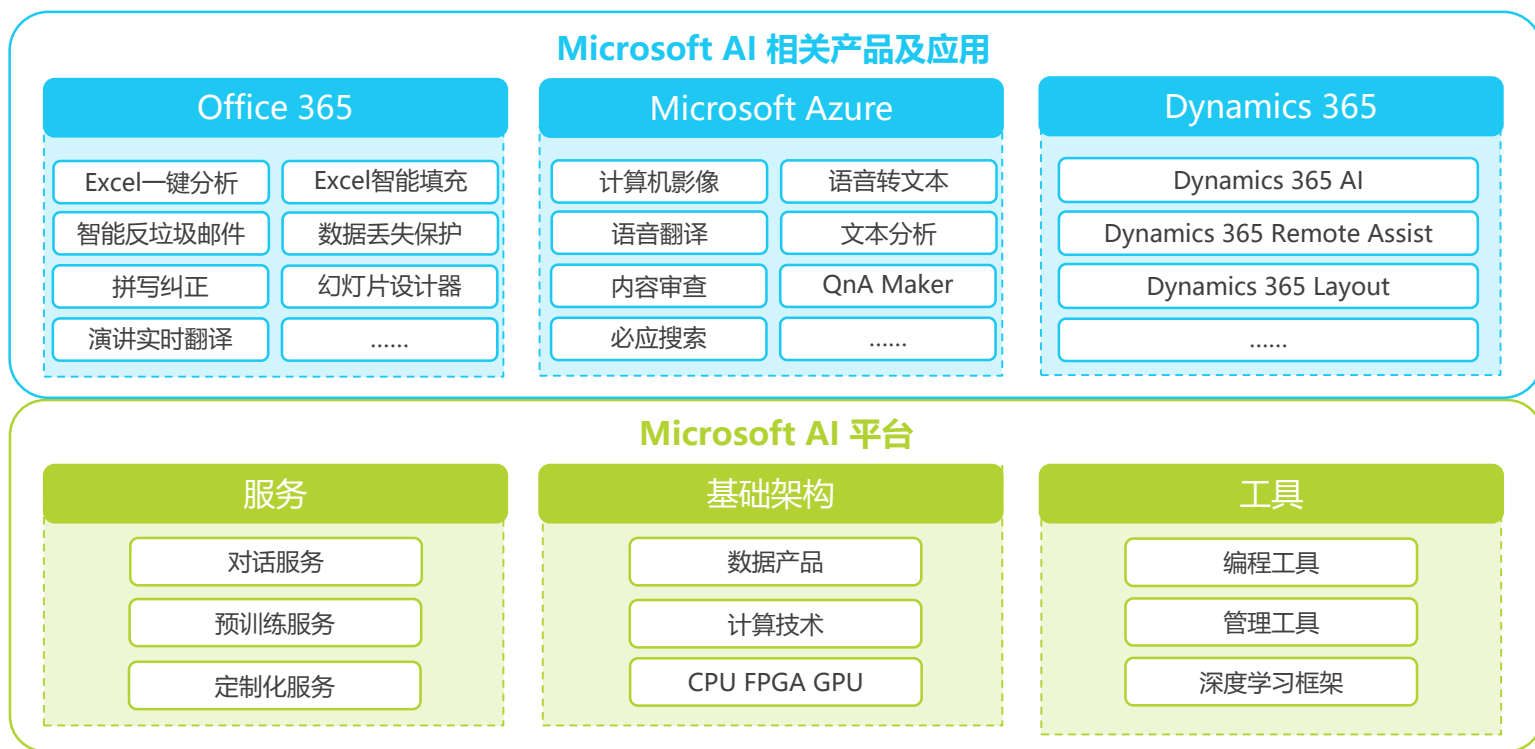 Microsoft AI 相关产品及应用
Office 365
Excel一键分析
Excel智能填充
智能反垃圾邮件
数据丢失保护
拼写纠正
幻灯片设计器
演讲实时翻译
……
Microsoft Azure
计算机影像
语音转文本
语音翻译
文本分析
内容审查
QnA Maker
必应搜索
……
Dynamics 365
Dynamics 365 AI
Dynamics 365 Remote Assist
Dynamics 365 Layout
……
Microsoft AI 平台
服务
对话服务
预训练服务
定制化服务
基础架构
数据产品
计算技术
CPU FPGA GPU
工具
编程工具
管理工具
深度学习框架